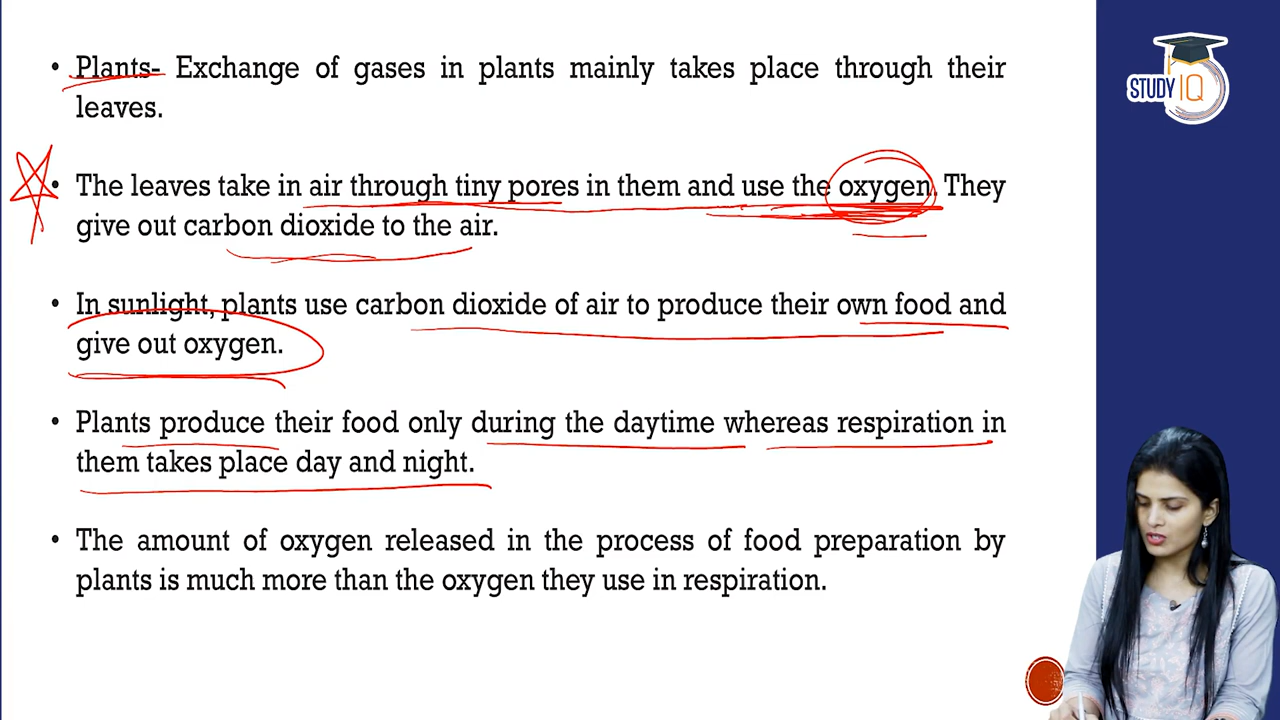 • Plants- Exchange of gases in plants mainly takes place through their
leaves.
• The leaves take in air through tiny pores in them and use the oxygen. They
give out carbon dioxide to the air.
• In sunlight, plants use carbon dioxide of air to produce their own food and
give out oxygen.
• Plants produce their food only during the daytime whereas respiration in
them takes place day and night.
• The amount of oxygen released in the process of food preparation by
plants is much more than the oxygen they use in respiration.
STUDY IQ